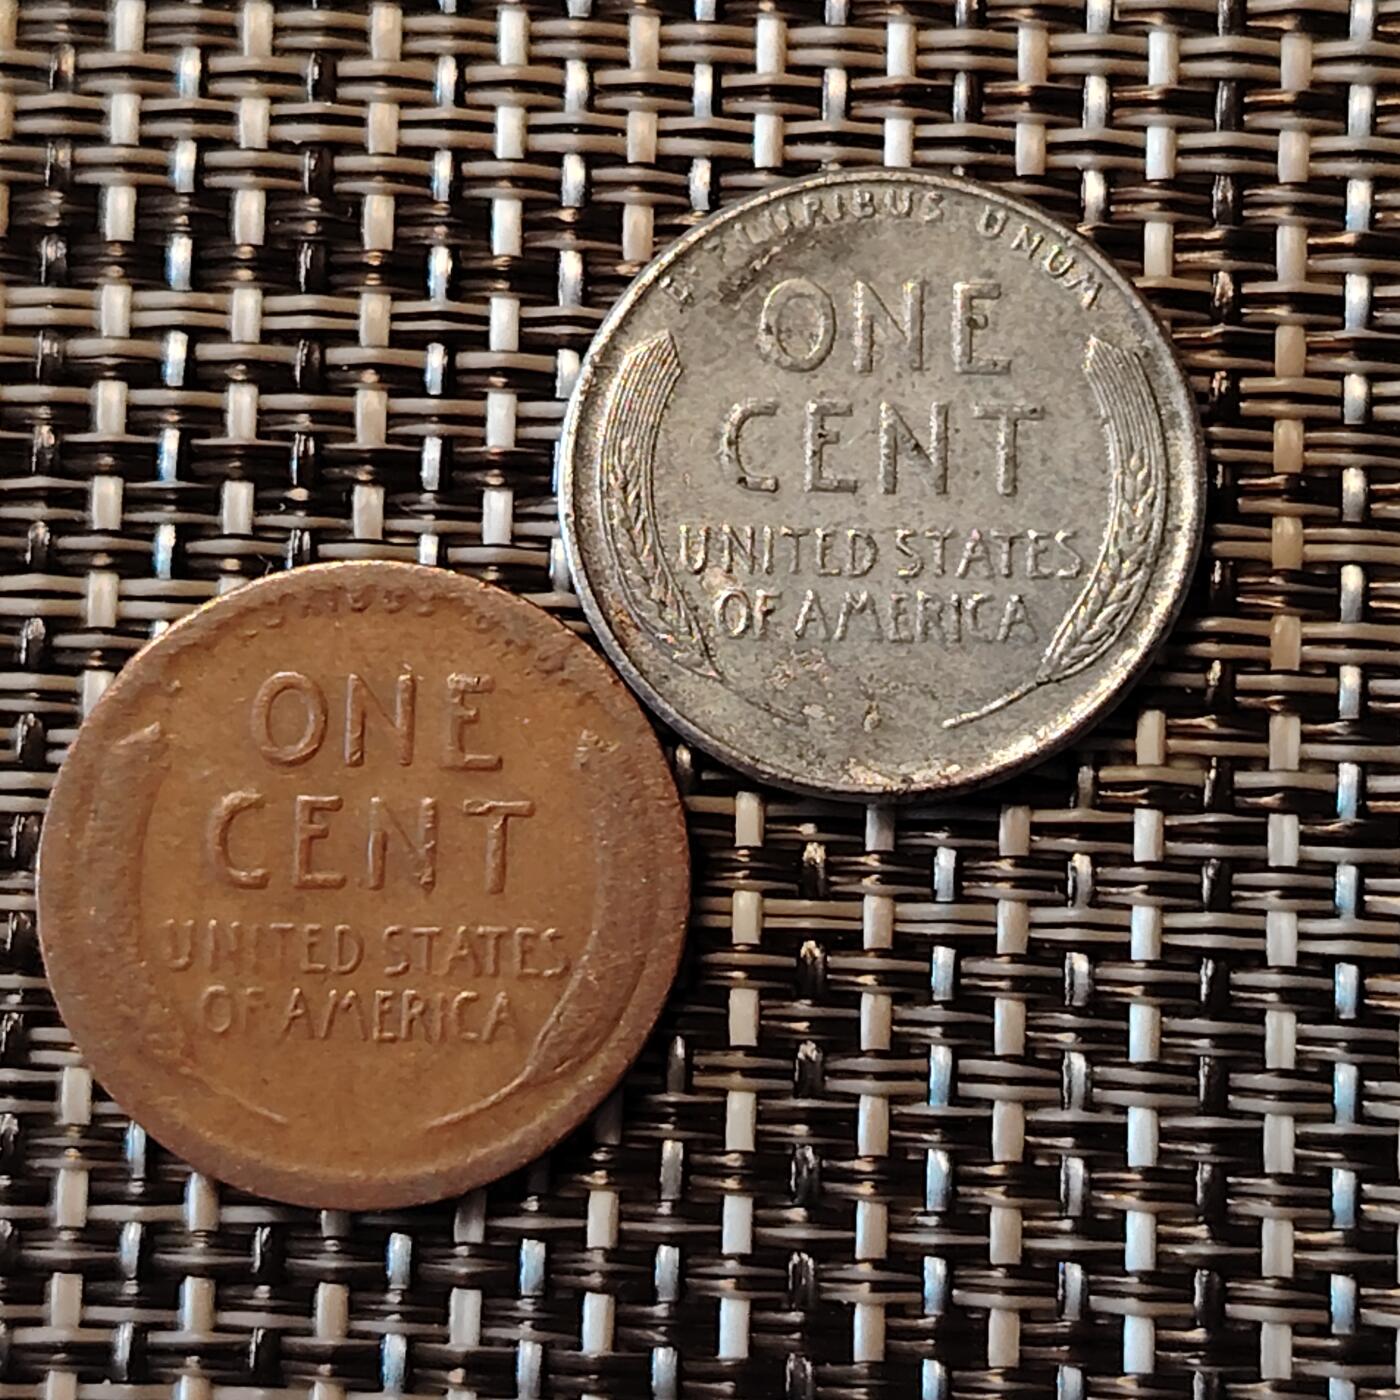 E PLURIBUS UNUM
ONE
CENT
UNITED STATES
OF AMERICA
ONE
CENT
UNITED STATES
OF AMERICA